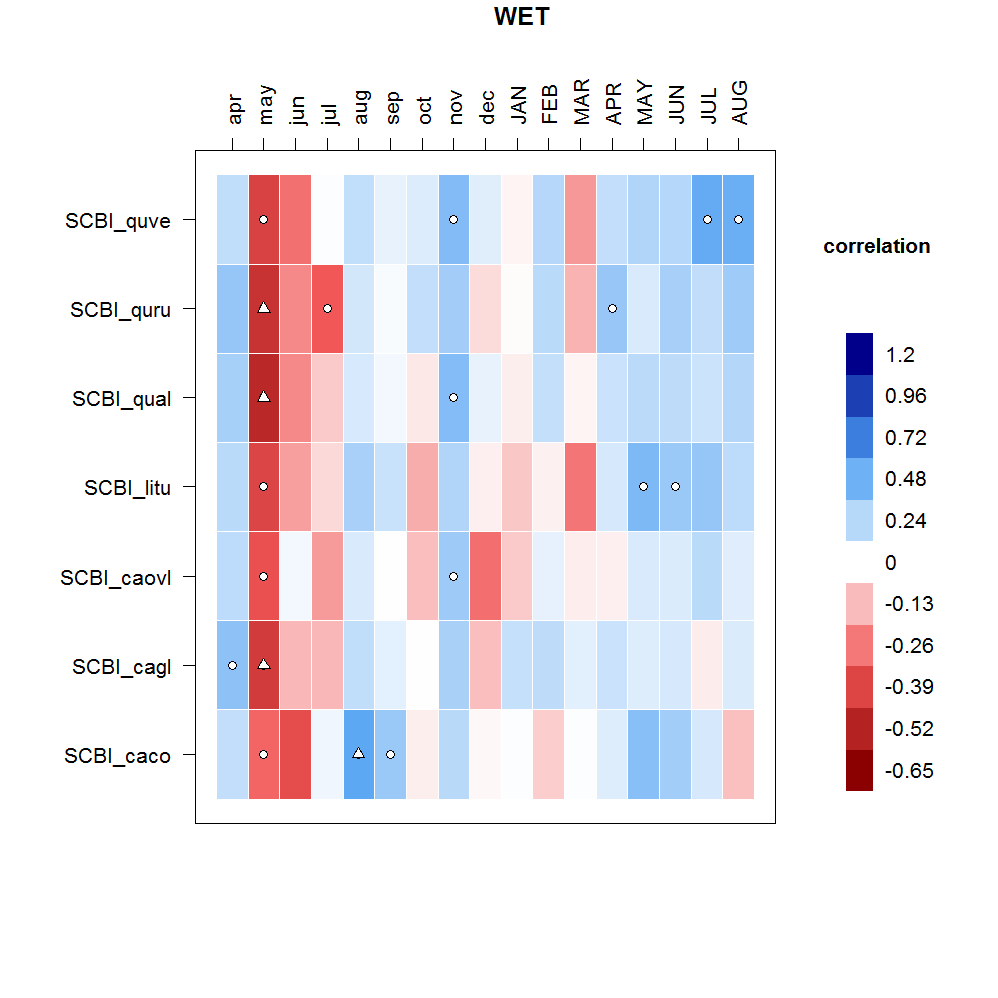 WET
apr may jun jul aug sep oct nov dec JAN FEB MAR APR MAY JUN JUL AUG
SCBI_quve
SCBI_quru
SCBI_qual
SCBI_litu
SCBI_caovl
SCBI_cagl
SCBI_caco
correlation
1.2
0.96
0.72
0.48
0.24
0
-0.13
-0.26
-0.39
-0.52
-0.65